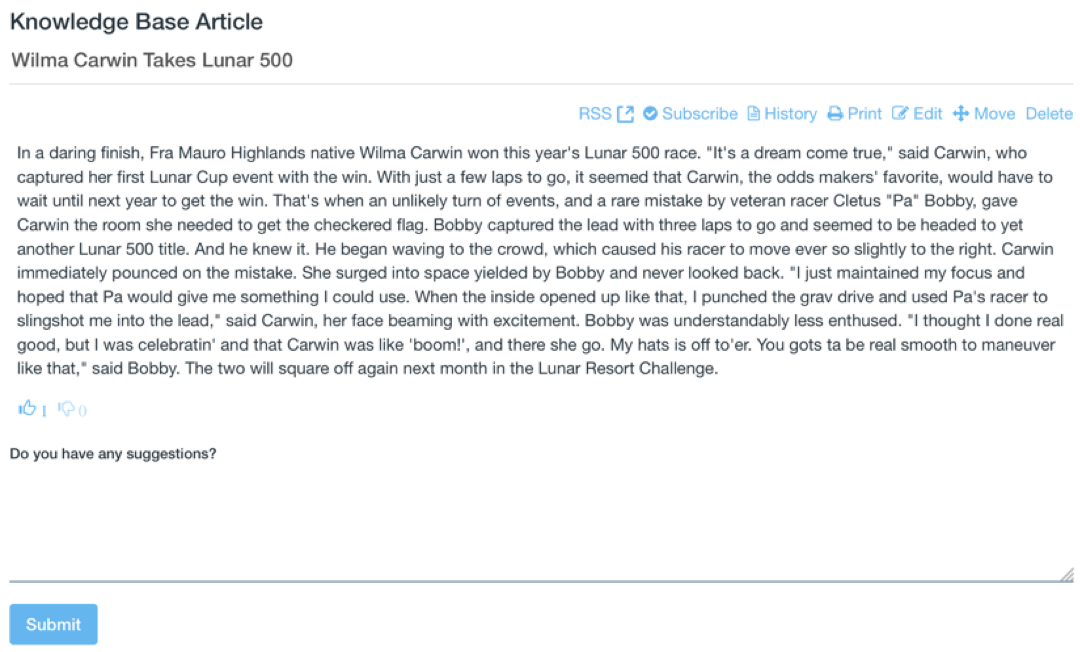 Knowledge Base Article
Wilma Carwin Takes Lunar 500
RSS Subscribe History Print Edit Move Delete
In a daring finish, Fra Mauro Highlands native Wilma Carwin won this year's Lunar 500 race. "It's a dream come true," said Carwin, who
captured her first Lunar Cup event with the win. With just a few laps to go, it seemed that Carwin, the odds makers' favorite, would have to
wait until next year to get the win. That's when an unlikely turn of events, and a rare mistake by veteran racer Cletus "Pa" Bobby, gave
Carwin the room she needed to get the checkered flag. Bobby captured the lead with three laps to go and seemed to be headed to yet
another Lunar 500 title. And he knew it. He began waving to the crowd, which caused his racer to move ever so slightly to the right. Carwin
immediately pounced on the mistake. She surged into space yielded by Bobby and never looked back. "I just maintained my focus and
hoped that Pa would give me something I could use. When the inside opened up like that, I punched the grav drive and used Pa's racer to
slingshot me into the lead," said Carwin, her face beaming with excitement. Bobby was understandably less enthused. "I thought I done real
good, but I was celebratin' and that Carwin was like 'boom!', and there she go. My hats is off to'er. You gots ta be real smooth to maneuver
like that," said Bobby. The two will square off again next month in the Lunar Resort Challenge.
1 0
Do you have any suggestions?
Submit